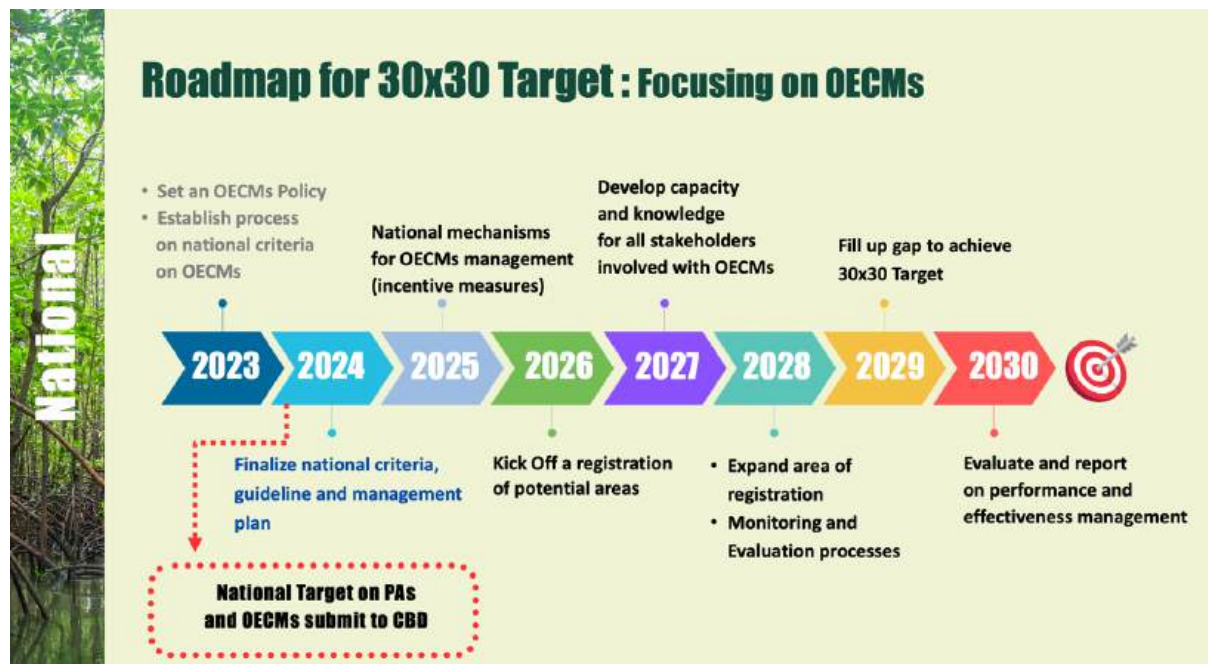 National
Roadmap for 30x30 Target : Focusing on OECMs
• Set an OECMs Policy
• Establish process
on national criteria
on OECMs
National mechanisms
for OECMs management
(incentive measures)
Develop capacity
and knowledge
for all stakeholders
involved with OECMs
Fill up gap to achieve
30x30 Target
2023 2024 2025 2026 2027 2028 2029 2030
Finalize national criteria,
guideline and management
plan
Kick Off a registration
of potential areas
• Expand area of
registration
• Monitoring and
Evaluation processes
Evaluate and report
on performance and
effectiveness management
National Target on PAs
and OECMs submit to CBD